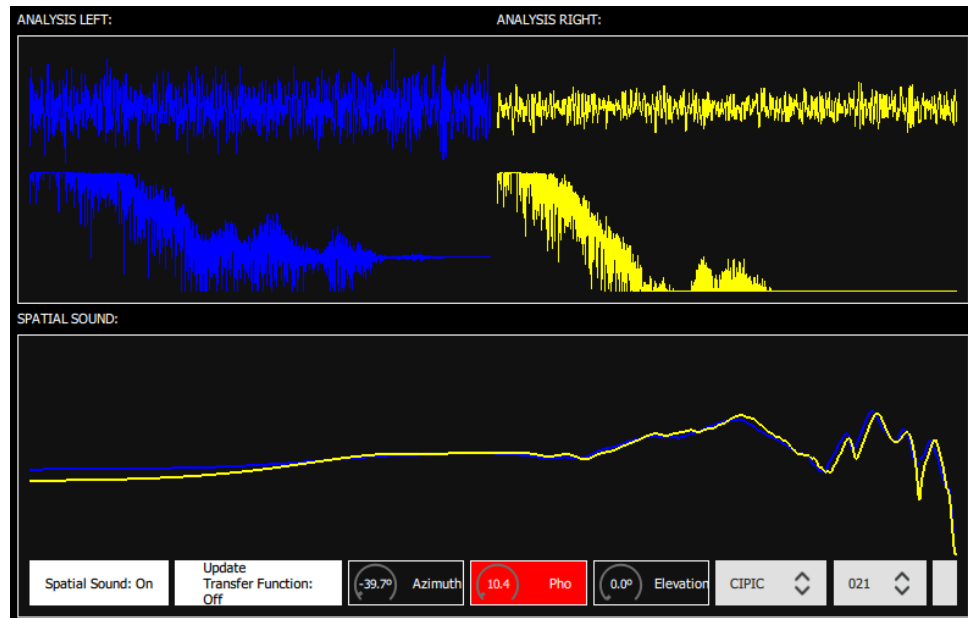 ANALYSIS LEFT:
ANALYSIS RIGHT:
SPATIAL SOUND:
Spatial Sound: On
Update
Transfer Function:
Off
-39.7º
Azimuth
10.4
Pho
0.0º
Elevation
CIPIC
021